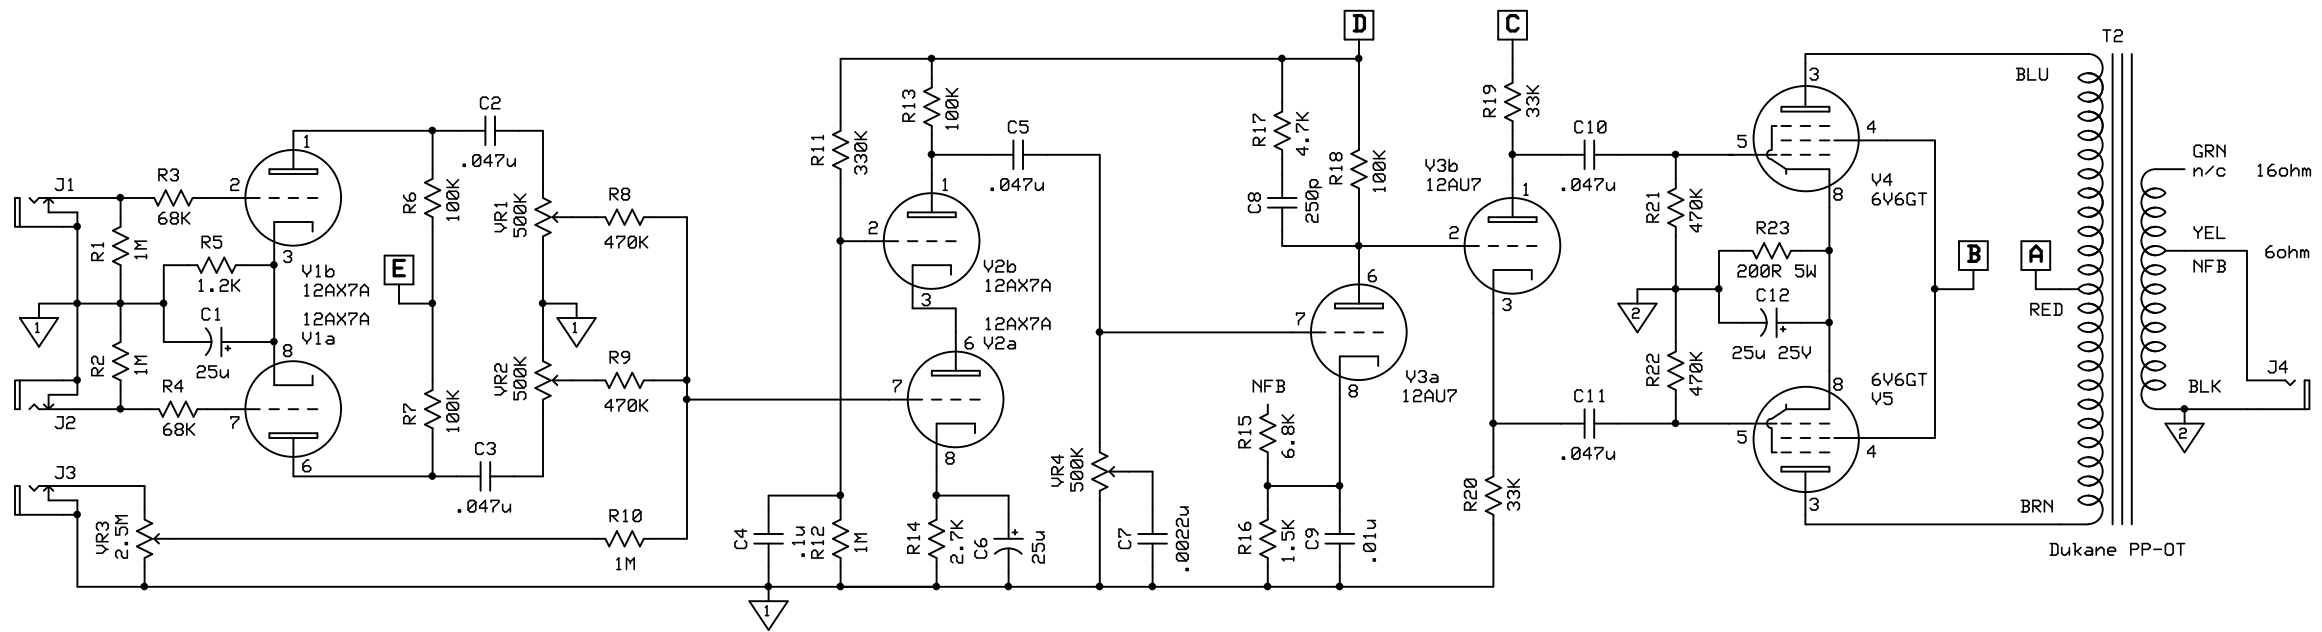 J1
R3
68K
R1
1M
R5
1.2K
C1
25u
R2
1M
J2
R4
68K
J3
VR3
2.5M
1
2
1
3
V1b
12AX7A
12AX7A
V1a
8
7
6
E
R6
100K
R7
100K
C2
.047u
C3
.047u
VR1
500K
VR2
500K
1
R8
470K
R9
470K
R10
1M
R11
330K
R13
100K
C5
.047u
1
2
3
V2b
12AX7A
12AX7A
V2a
6
7
8
C4
.1u
R12
1M
R14
2.7K
C6
25u
1
VR4
500K
C7
.0022u
D
R17
4.7K
C8
250p
R18
100K
6
7
8
V3a
12AU7
NFB
R15
6.8K
R16
1.5K
C9
.01u
C
R19
33K
V3b
12AU7
1
2
3
R20
33K
C10
.047u
C11
.047u
R21
470K
R22
470K
2
R23
200R 5W
C12
25u 25V
3
5
4
V4
6V6GT
8
8
6V6GT
V5
5
4
3
B
A
T2
BLU
RED
BRN
Dukane PP-OT
GRN
n/c
16ohm
YEL
NFB
6ohm
BLK
J4
2